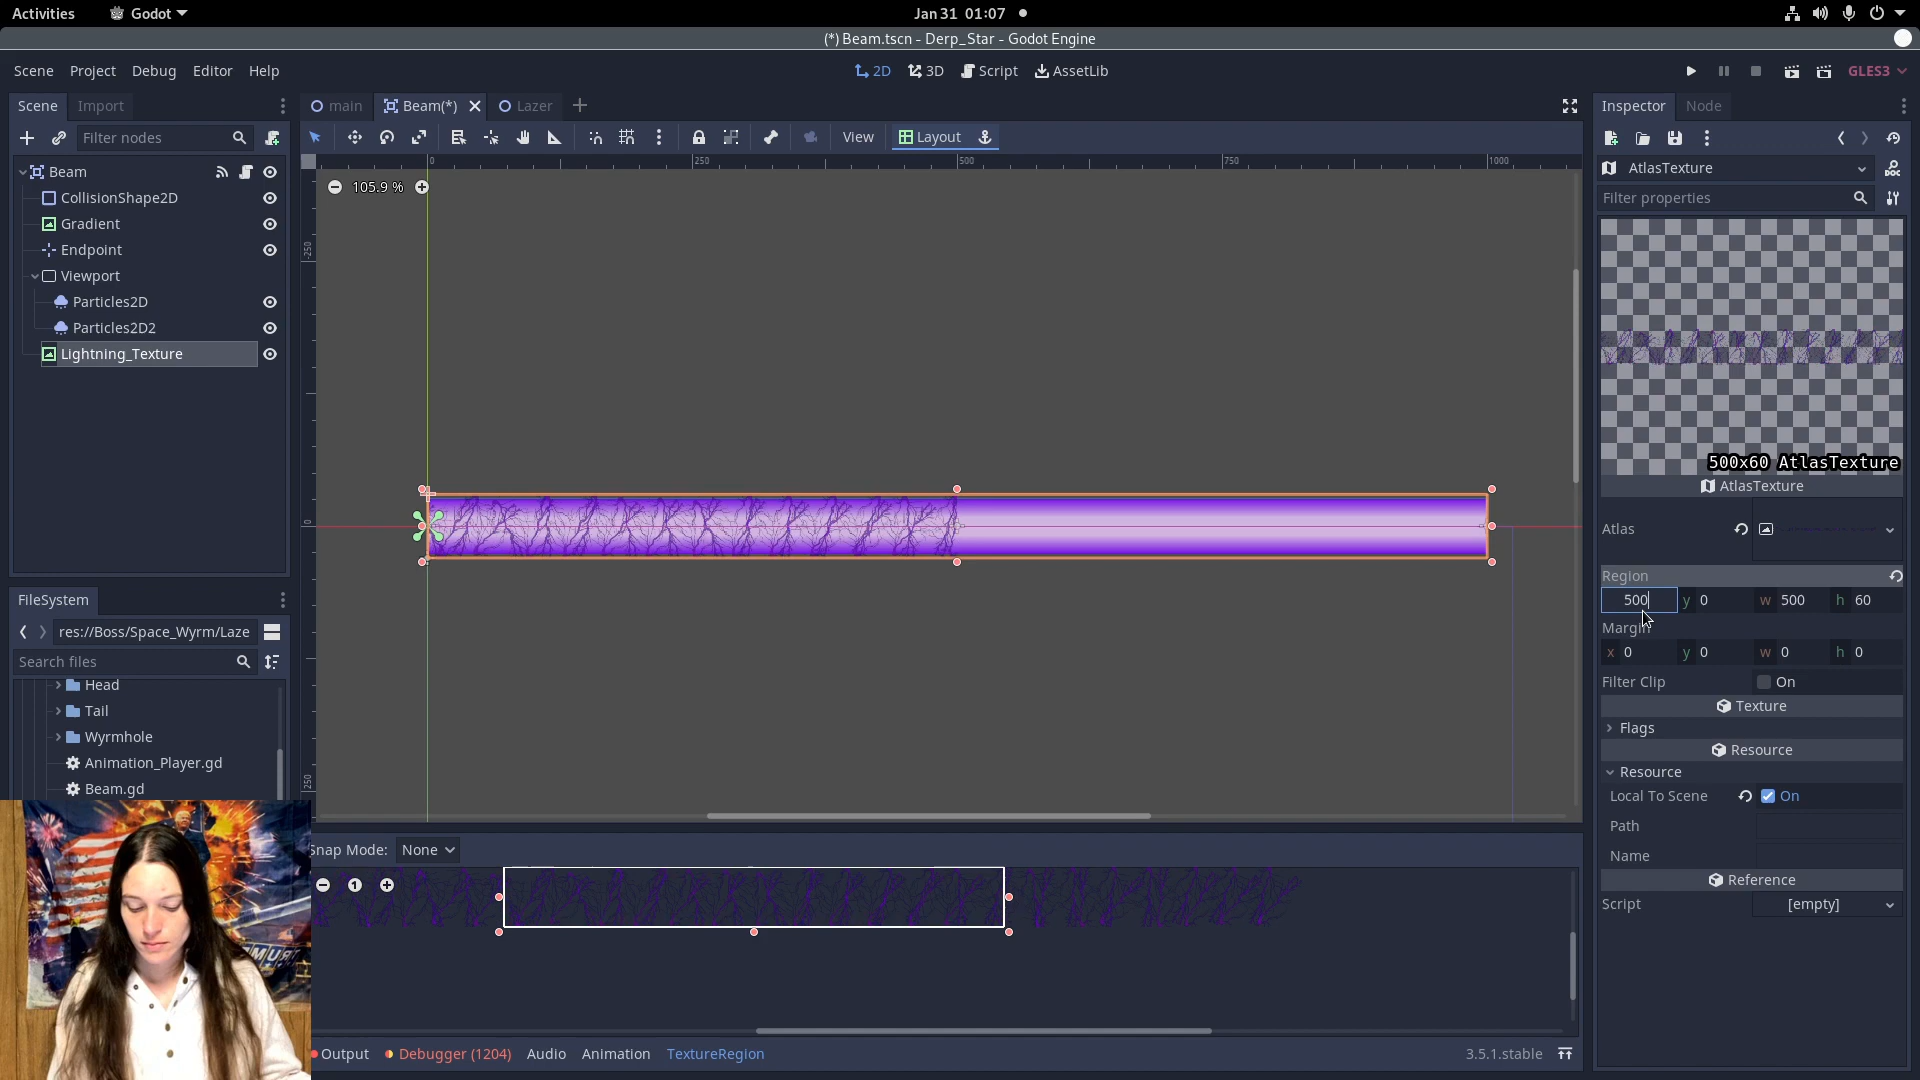 Activities
Godot
Jan 31 01:07
(*) Beam.tscn - Derp_Star - Godot Engine
Scene Project Debug Editor Help
2D 3D Script AssetLib
GLES3
Scene Import
main Beam(*) Lazer
Inspector Node
Filter nodes
View Layout
Beam
CollisionShape2D
Gradient
Endpoint
Viewport
Particles2D
Particles2D2
Lightning_Texture
0 250 500 750 1000
105.9 %
-250
0
250
AtlasTexture
Filter properties
500x60 AtlasTexture
AtlasTexture
Atlas
Region
500 y 0 w 500 h 60
Margin
x 0 y 0 w 0 h 0
Filter Clip On
Texture
Flags
Resource
Resource
Local To Scene On
Path
Name
Reference
Script [empty]
FileSystem
res://Boss/Space_Wyrm/Laze
Search files
Head
Tail
Wyrmhole
Animation_Player.gd
Beam.gd
Snap Mode: None
1
Output Debugger (1204) Audio Animation TextureRegion
3.5.1.stable